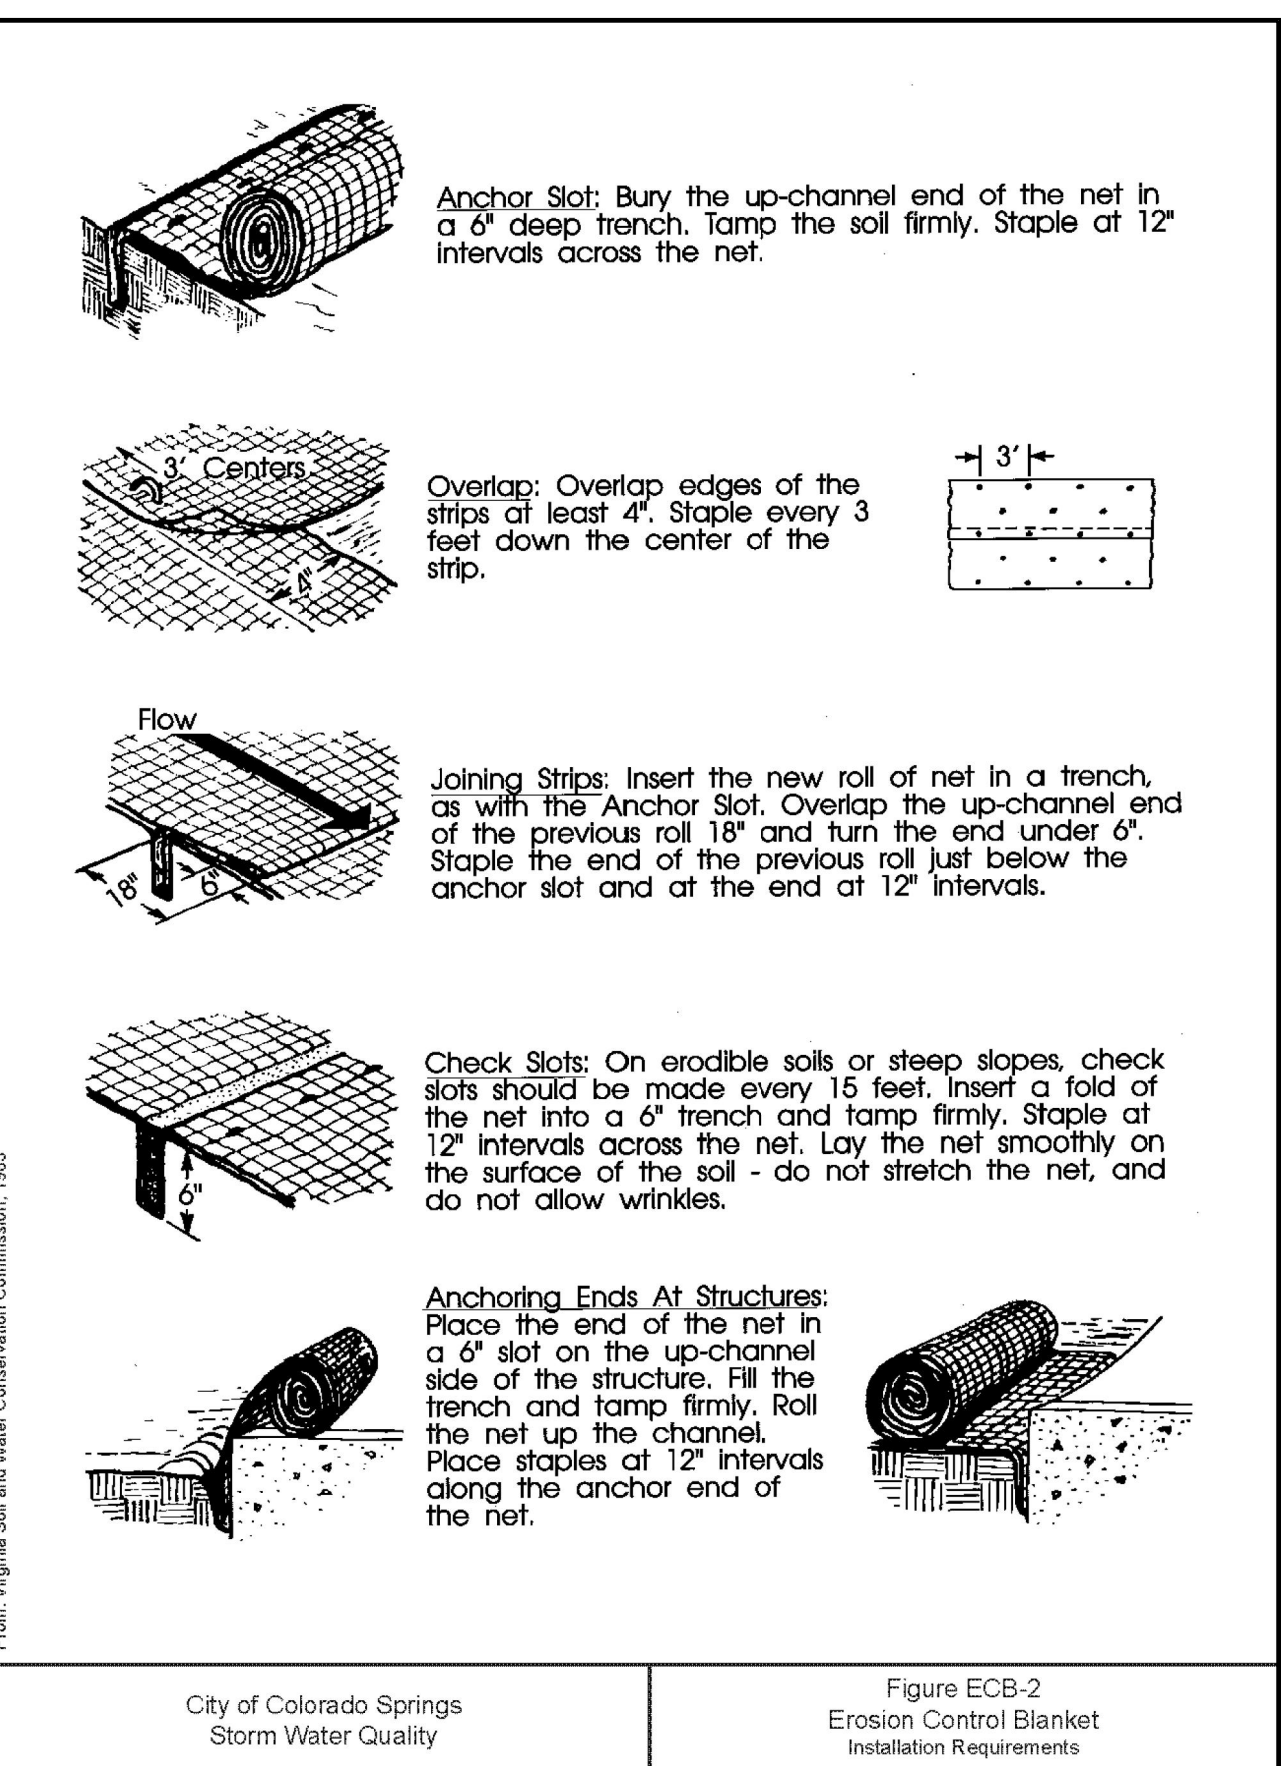 Anchor Slot: Bury the up-channel end of the net in
a 6" deep trench. Tamp the soil firmly. Staple at 12"
intervals across the net.
3' Centers
4"
Overlap: Overlap edges of the
strips at least 4". Staple every 3
feet down the center of the
strip.
3'
Flow
18"
6"
Joining Strips: Insert the new roll of net in a trench,
as with the Anchor Slot. Overlap the up-channel end
of the previous roll 18" and turn the end under 6".
Staple the end of the previous roll just below the
anchor slot and at the end at 12" intervals.
6"
Check Slots: On erodible soils or steep slopes, check
slots should be made every 15 feet. Insert a fold of
the net into a 6" trench and tamp firmly. Staple at
12" intervals across the net. Lay the net smoothly on
the surface of the soil - do not stretch the net, and
do not allow wrinkles.
Anchoring Ends At Structures:
Place the end of the net in
a 6" slot on the up-channel
side of the structure. Fill the
trench and tamp firmly. Roll
the net up the channel.
Place staples at 12" intervals
along the anchor end of
the net.
From: Virginia Soil and Water Conservation Commission,
City of Colorado Springs
Storm Water Quality
Figure ECB-2
Erosion Control Blanket
Installation Requirements